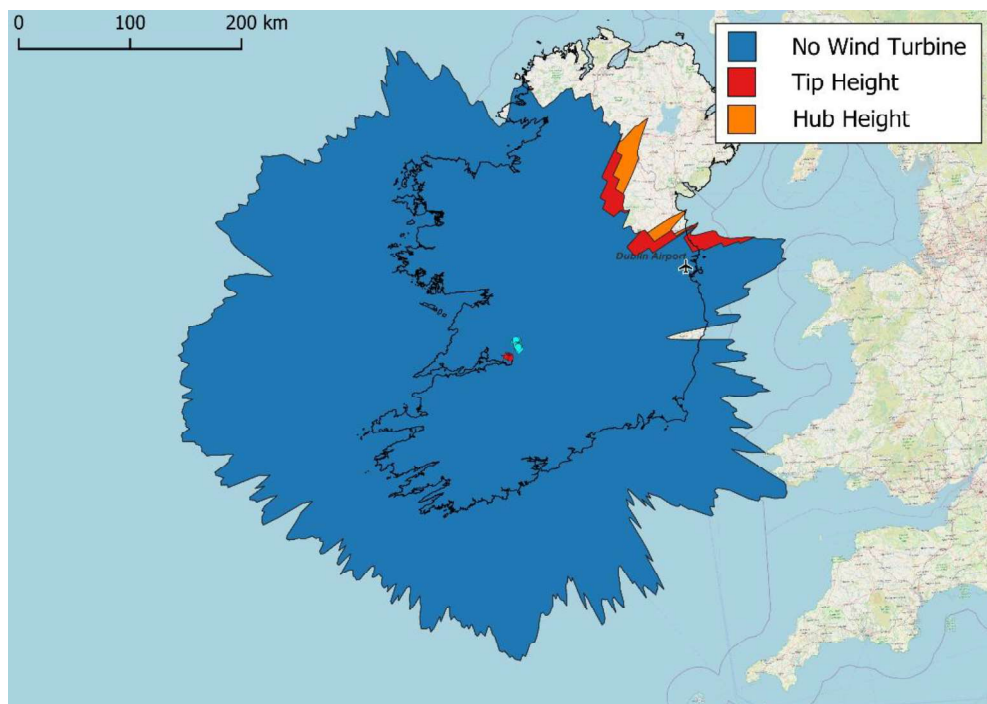 0 100 200 km
No Wind Turbine
Tip Height
Hub Height
Dublin Airport